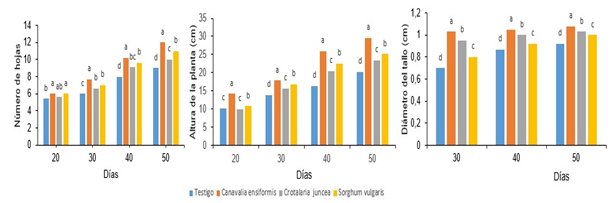 Número de hojas
14
12
10
8
6
4
2
0
b a ab a
c a b b
d a c b
d a c b
20 30 40 50
Días
Altura de la planta (cm)
35
30
25
20
15
10
5
0
c a c b
d a c b
d a c b
d a c b
20 30 40 50
Días
Diámetro del tallo (cm)
1,2
1
0,8
0,6
0,4
0,2
0
d a b c
d a b c
d a b c
30 40 50
Días
Testigo Canavalia ensiformis Crotalaria juncea Sorghum vulgaris